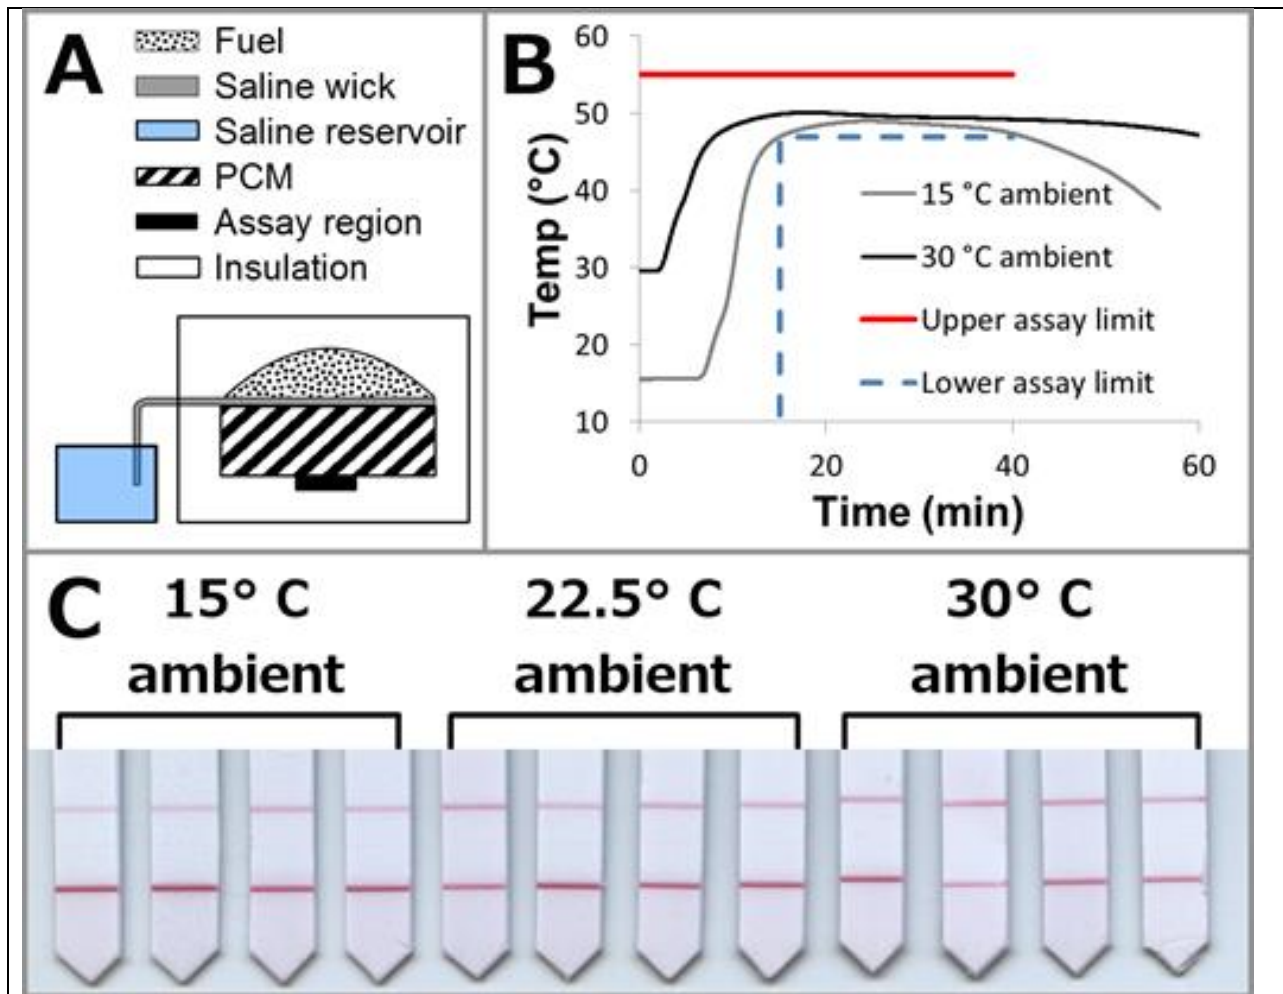 A
Fuel
Saline wick
Saline reservoir
PCM
Assay region
Insulation
B
Temp (°C)
60
50
40
30
20
10
15 °C ambient
30 °C ambient
Upper assay limit
Lower assay limit
0 20 40 60
Time (min)
C
15° C 22.5° C 30° C
ambient ambient ambient